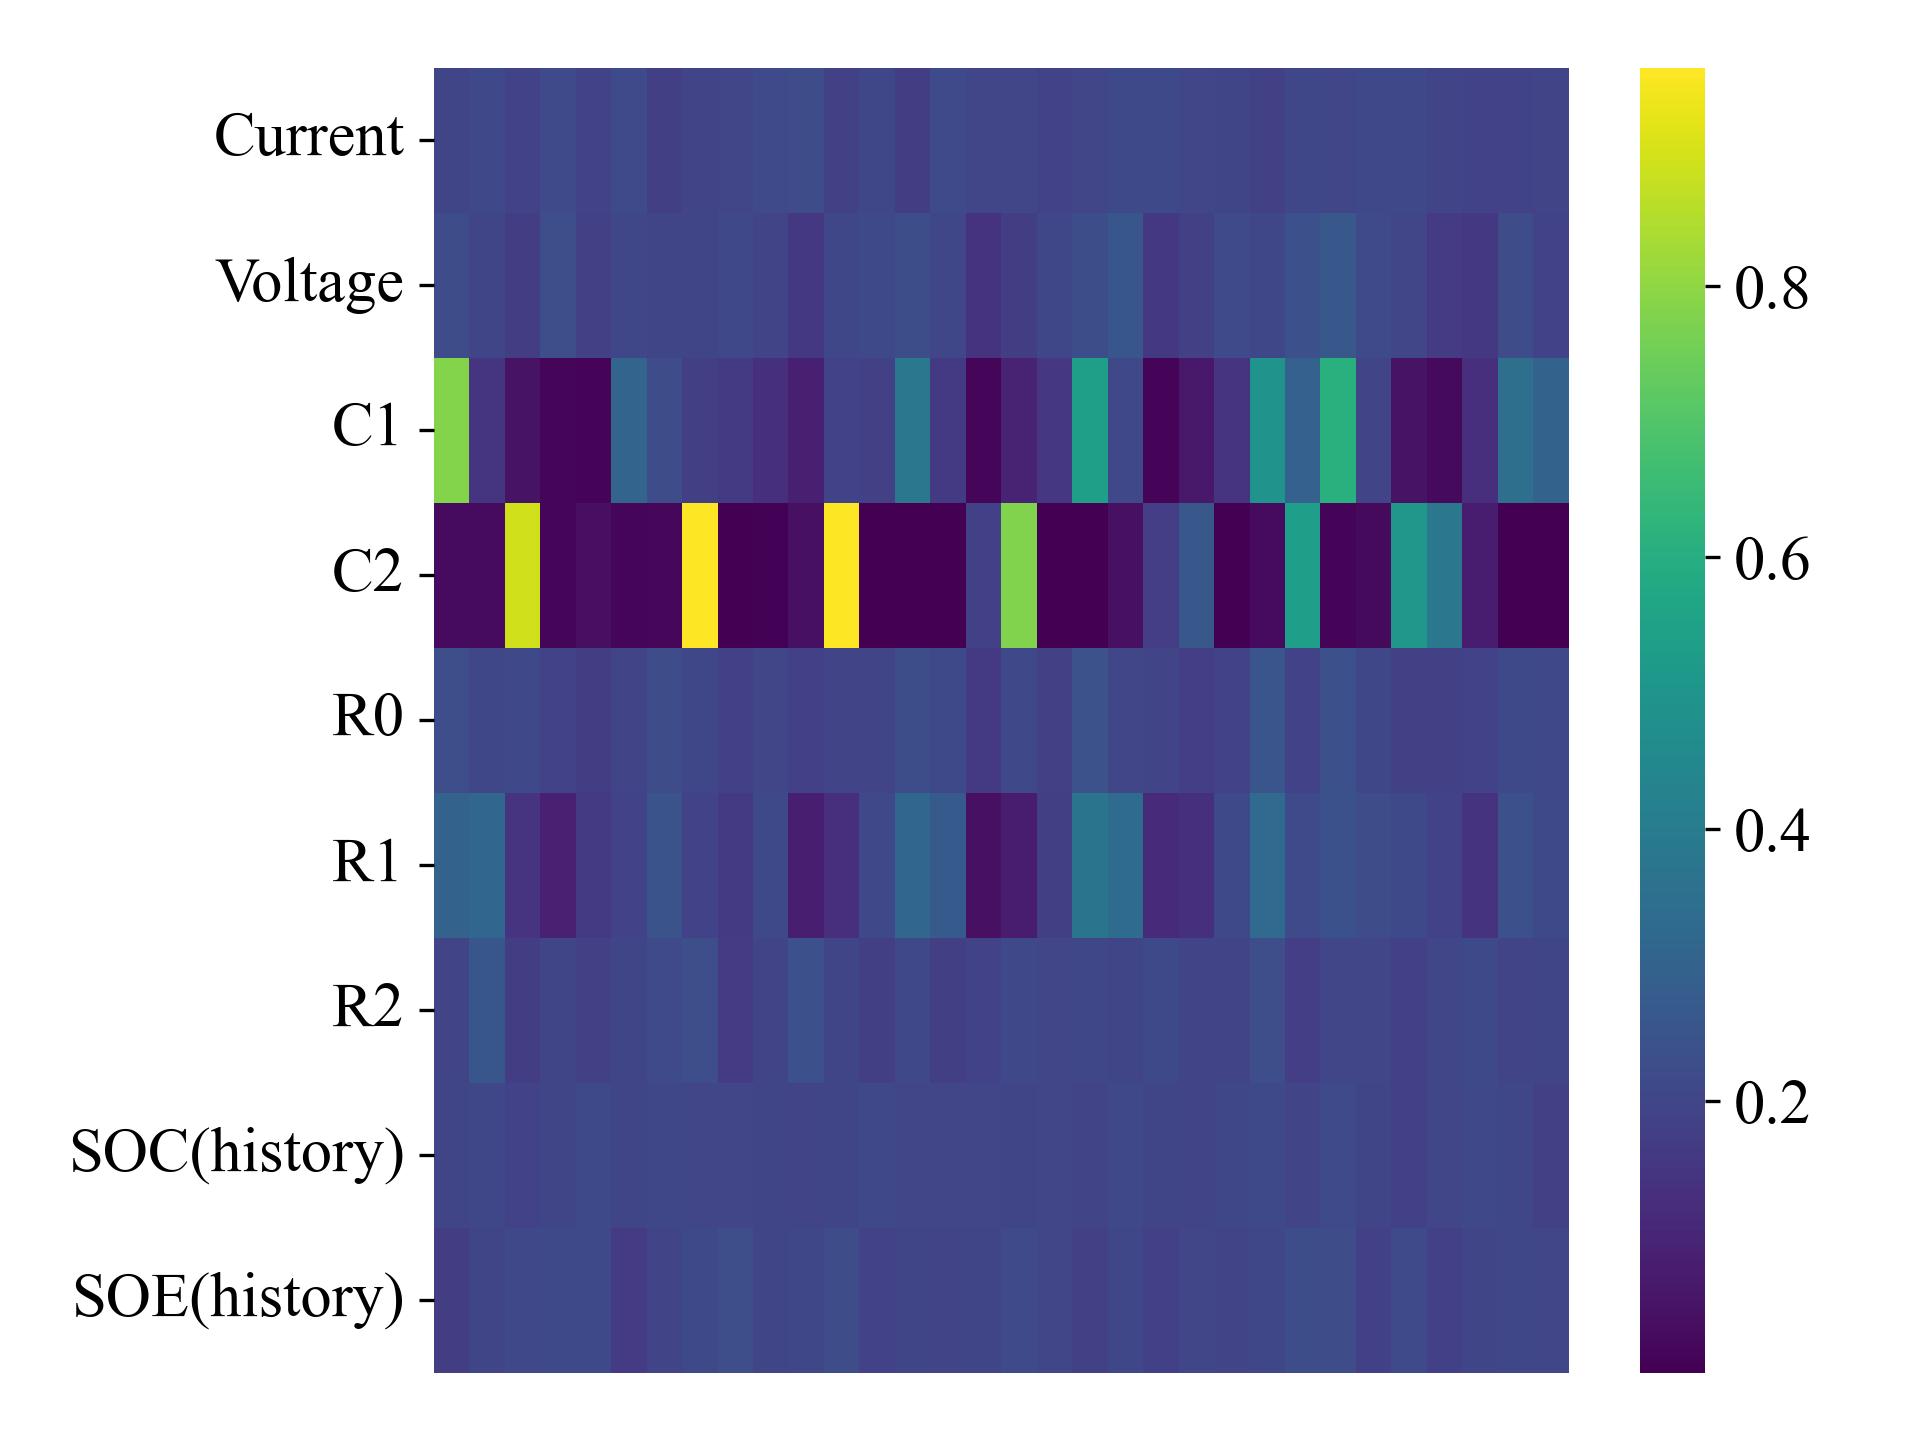 Current
Voltage
C1
C2
R0
R1
R2
SOC(history)
SOE(history)
0.8
0.6
0.4
0.2